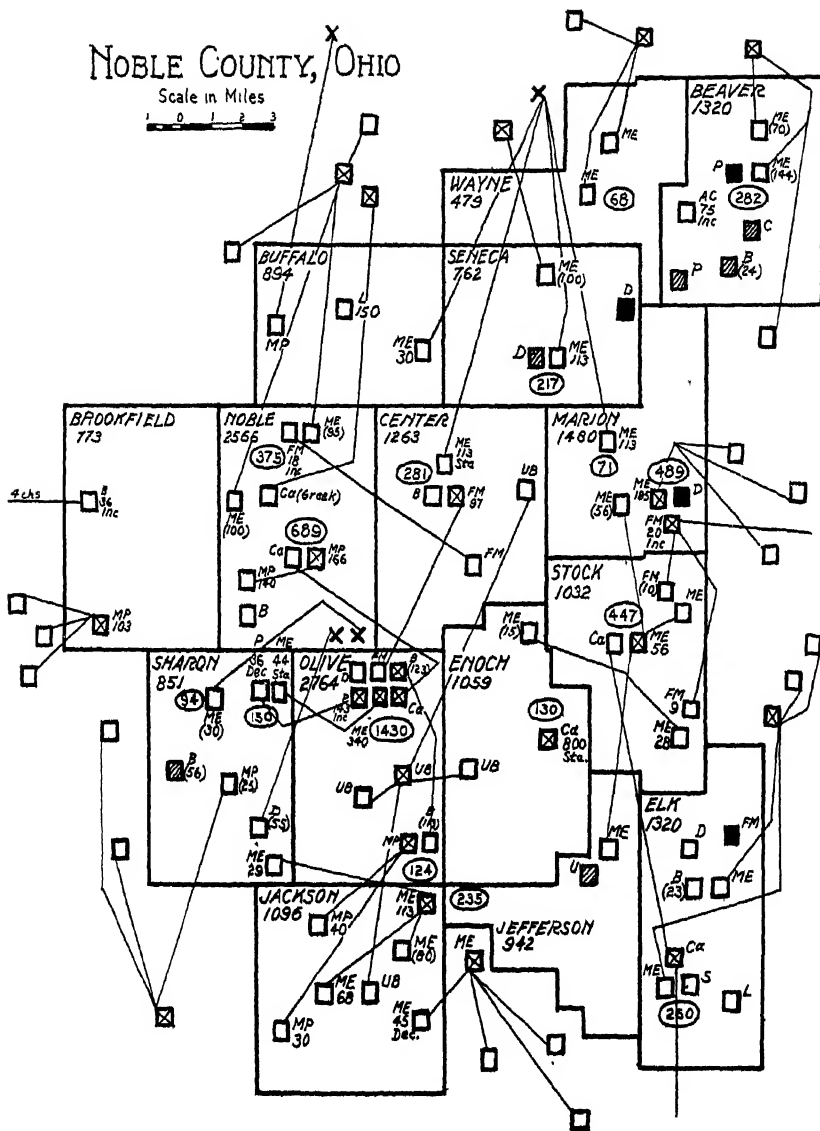 NOBLE COUNTY, OHIO
Scale in Miles
1 0 1 2 3
BEAVER
1320
ME
(70)
P
ME
(144)
AC
75
Inc
282
C
P
B
(24)
WAYNE
479
ME
ME
68
BUFFALO
894
L
150
MP
ME
30
SENECA
762
ME
(100)
D
D
ME
113
217
BROOKFIELD
773
4 chs
B
36
Inc
MP
103
NOBLE
2566
ME
(95)
375
FM
18
Inc
ME
(100)
Ca (Greek)
689
Ca
MP
166
MP
140
B
CENTER
1263
ME
113
Sta
281
B
FM
97
UB
FM
MARION
1480
ME
113
71
489
ME
(56)
ME
185
D
FM
20
Inc
STOCK
1032
FM
(10)
ME
447
Ca
ME
56
ME
(15)
FM
9
ME
28
SHARON
851
94
ME
(30)
P
36
Dec
ME
44
Sta
150
B
(56)
MP
(25)
D
(55)
ME
29
OLIVE
2764
D
FM
B
(123)
P
143
Inc
ME
340
Ca
1430
UB
UB
MP
B
124
ENOCH
1059
130
Ca
800
Sta.
UB
ELK
1320
D
FM
B
(23)
ME
Ca
ME
S
L
260
JACKSON
1096
MP
40
ME
113
ME
(80)
ME
68
UB
MP
30
ME
45
Dec.
235
JEFFERSON
942
ME
U
ME